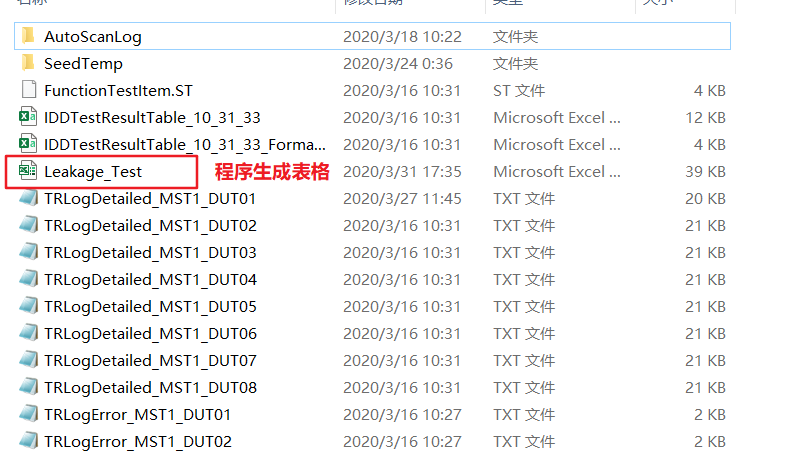 名称 修改日期 类型 大小
AutoScanLog 2020/3/18 10:22 文件夹
SeedTemp 2020/3/24 0:36 文件夹
FunctionTestItem.ST 2020/3/16 10:31 ST 文件 4 KB
IDDTestResultTable_10_31_33 2020/3/16 10:31 Microsoft Excel ... 12 KB
IDDTestResultTable_10_31_33_Forma... 2020/3/16 10:31 Microsoft Excel ... 4 KB
Leakage_Test 程序生成表格 2020/3/31 17:35 Microsoft Excel ... 39 KB
TRLogDetailed_MST1_DUT01 2020/3/27 11:45 TXT 文件 20 KB
TRLogDetailed_MST1_DUT02 2020/3/16 10:31 TXT 文件 21 KB
TRLogDetailed_MST1_DUT03 2020/3/16 10:31 TXT 文件 21 KB
TRLogDetailed_MST1_DUT04 2020/3/16 10:31 TXT 文件 21 KB
TRLogDetailed_MST1_DUT05 2020/3/16 10:31 TXT 文件 21 KB
TRLogDetailed_MST1_DUT06 2020/3/16 10:31 TXT 文件 21 KB
TRLogDetailed_MST1_DUT07 2020/3/16 10:31 TXT 文件 21 KB
TRLogDetailed_MST1_DUT08 2020/3/16 10:31 TXT 文件 21 KB
TRLogError_MST1_DUT01 2020/3/16 10:27 TXT 文件 2 KB
TRLogError_MST1_DUT02 2020/3/16 10:27 TXT 文件 2 KB